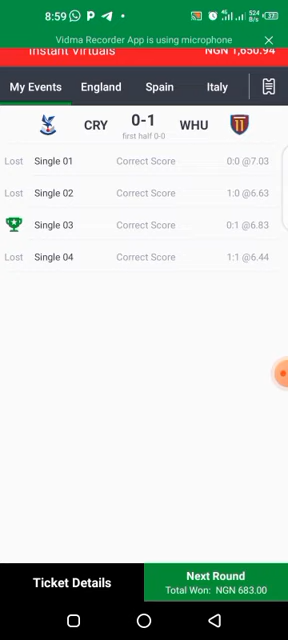 8:59 P 4G 524 B/s 33
Vidma Recorder App is using microphone
Instant Virtuals NGN 1,650.94
My Events England Spain Italy
CRY 0-1 WHU
first half 0-0
Lost Single 01 Correct Score 0:0 @7.03
Lost Single 02 Correct Score 1:0 @6.63
Single 03 Correct Score 0:1 @6.83
Lost Single 04 Correct Score 1:1 @6.44
Ticket Details
Next Round
Total Won: NGN 683.00